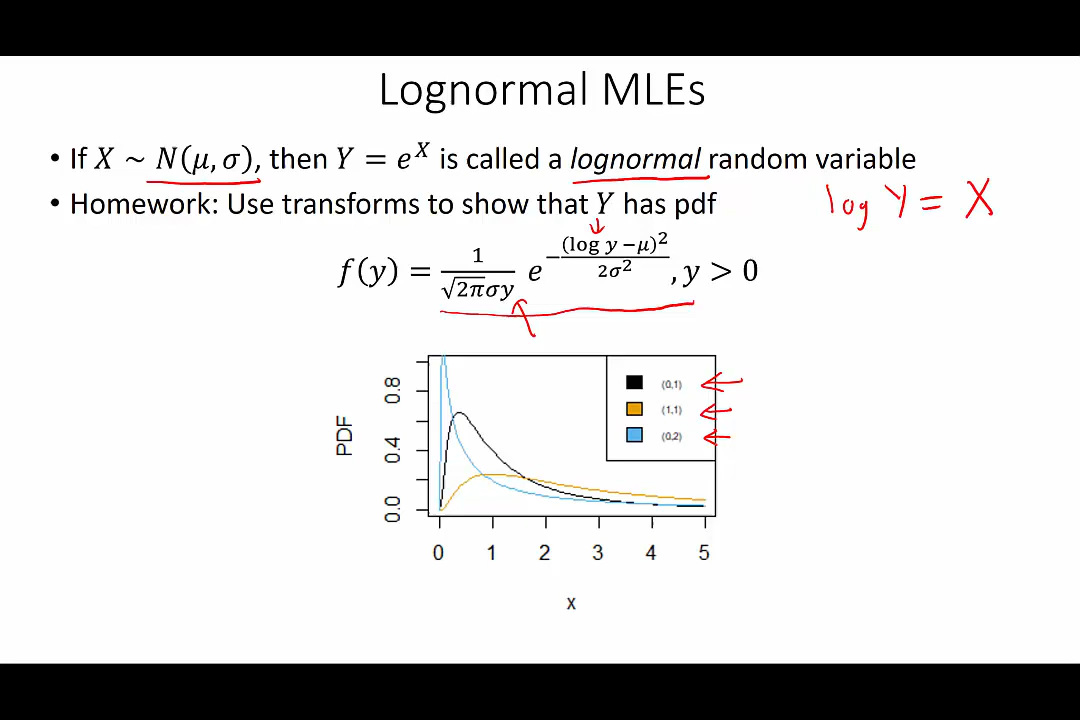 Lognormal MLEs
• If X ~ N(μ, σ), then Y = e^X is called a lognormal random variable
• Homework: Use transforms to show that Y has pdf
log Y = X
f(y) = 1/(√2π σy) e^(−(log y −μ)²/(2σ²)), y > 0
(0,1)
(1,1)
(0,2)
PDF
0.8
0.4
0.0
0 1 2 3 4 5
x